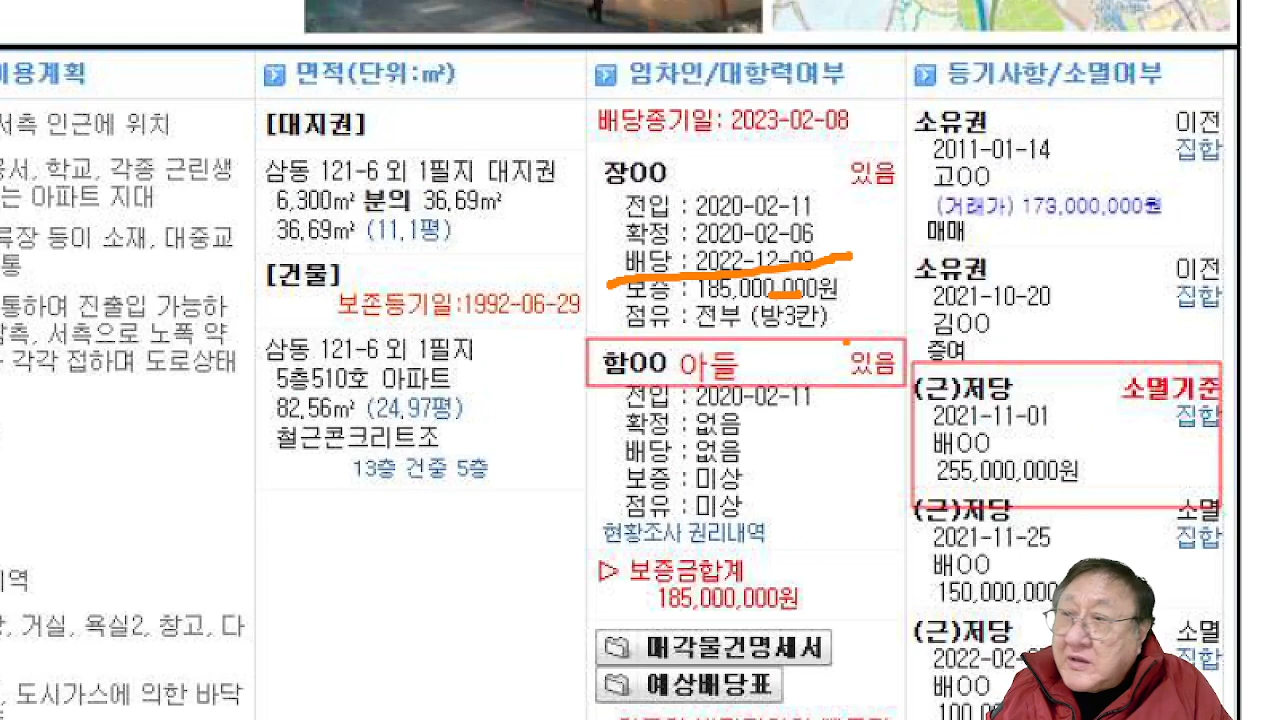 이용계획
서측 인근에 위치
학교, 각종 근린생
는 아파트 지대
류장 등이 소재, 대중교
통
통하며 진출입 가능하
서측으로 노폭 약
각각 접하며 도로상태
거실, 욕실2, 창고, 다
도시가스에 의한 바닥
면적(단위:㎡)
[대지권]
삼동 121-6 외 1필지 대지권
6,300㎡ 분의 36.69㎡
36.69㎡ (11.1평)
[건물]
보존등기일:1992-06-29
삼동 121-6 외 1필지
5층510호 아파트
82.56㎡ (24.97평)
철근콘크리트조
13층 건중 5층
임차인/대항력여부
배당종기일: 2023-02-08
장OO 있음
전입 : 2020-02-11
확정 : 2020-02-06
배당 : 2022-12-09
보증 : 185,000,000원
점유 : 전부 (방3칸)
함OO 아들 있음
전입 : 2020-02-11
확정 : 없음
배당 : 없음
보증 : 미상
점유 : 미상
현황조사 권리내역
▷ 보증금합계
185,000,000원
매각물건명세서
예상배당표
등기사항/소멸여부
소유권 이전
2011-01-14 집합
고OO
(거래가) 173,000,000원
매매
소유권 이전
2021-10-20 집합
김OO
증여
(근)저당 소멸기준
2021-11-01 집합
배OO
255,000,000원
(근)저당 소멸
2021-11-25 집합
배OO
150,000,000
(근)저당 소멸
2022-02- 집합
배OO